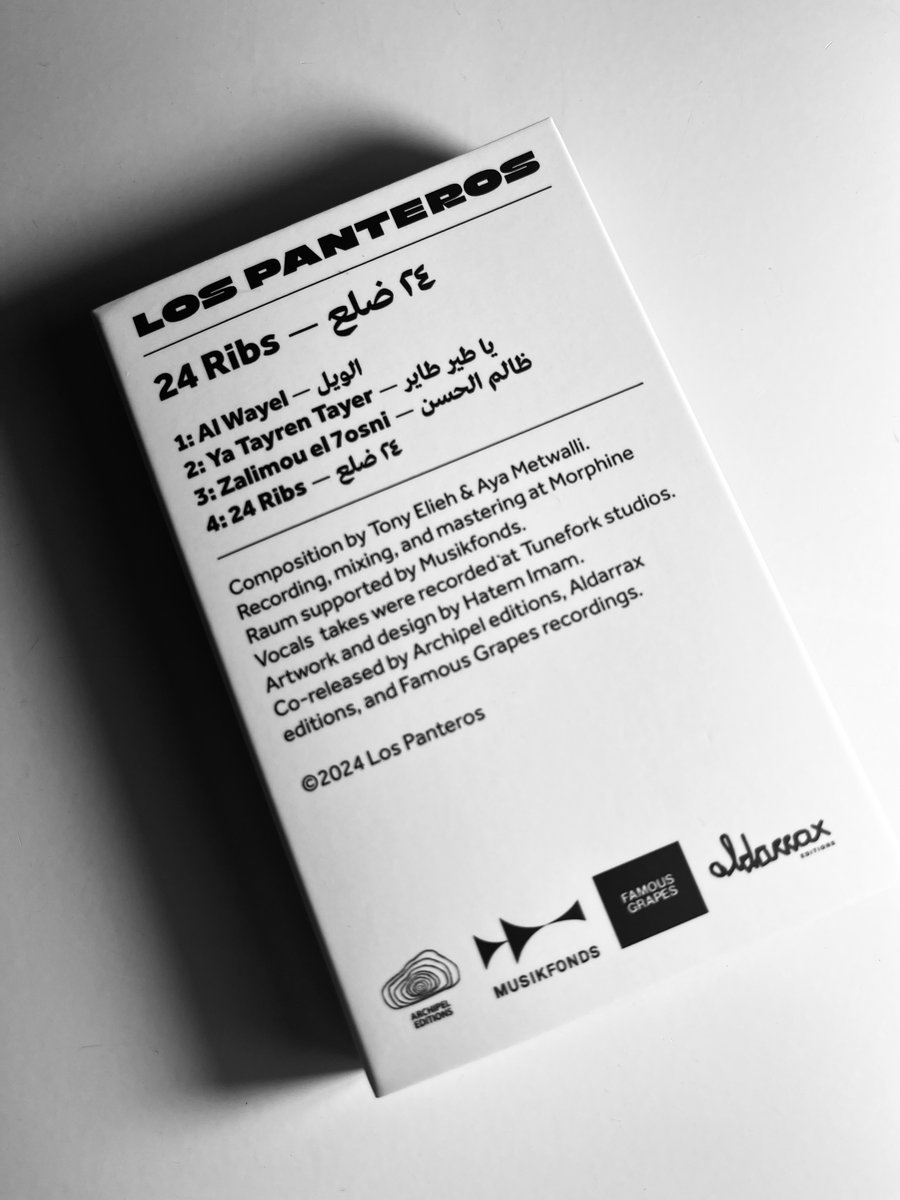 LOS PANTEROS
24 Ribs — ٢٤ ضلع
1: Al Wayel — الويل
2: Ya Tayren Tayer — يا طير طاير
3: Zalimou el 7osni — ظالم الحسن
4: 24 Ribs — ٢٤ ضلع
Composition by Tony Elieh & Aya Metwalli.
Recording, mixing, and mastering at Morphine
Raum supported by Musikfonds.
Vocals takes were recorded at Tunefork studios.
Artwork and design by Hatem Imam.
Co-released by Archipel editions, Aldarrax
editions, and Famous Grapes recordings.
©2024 Los Panteros
ARCHIPEL
EDITIONS
MUSIKFONDS
FAMOUS
GRAPES
aldarrax
EDITIONS